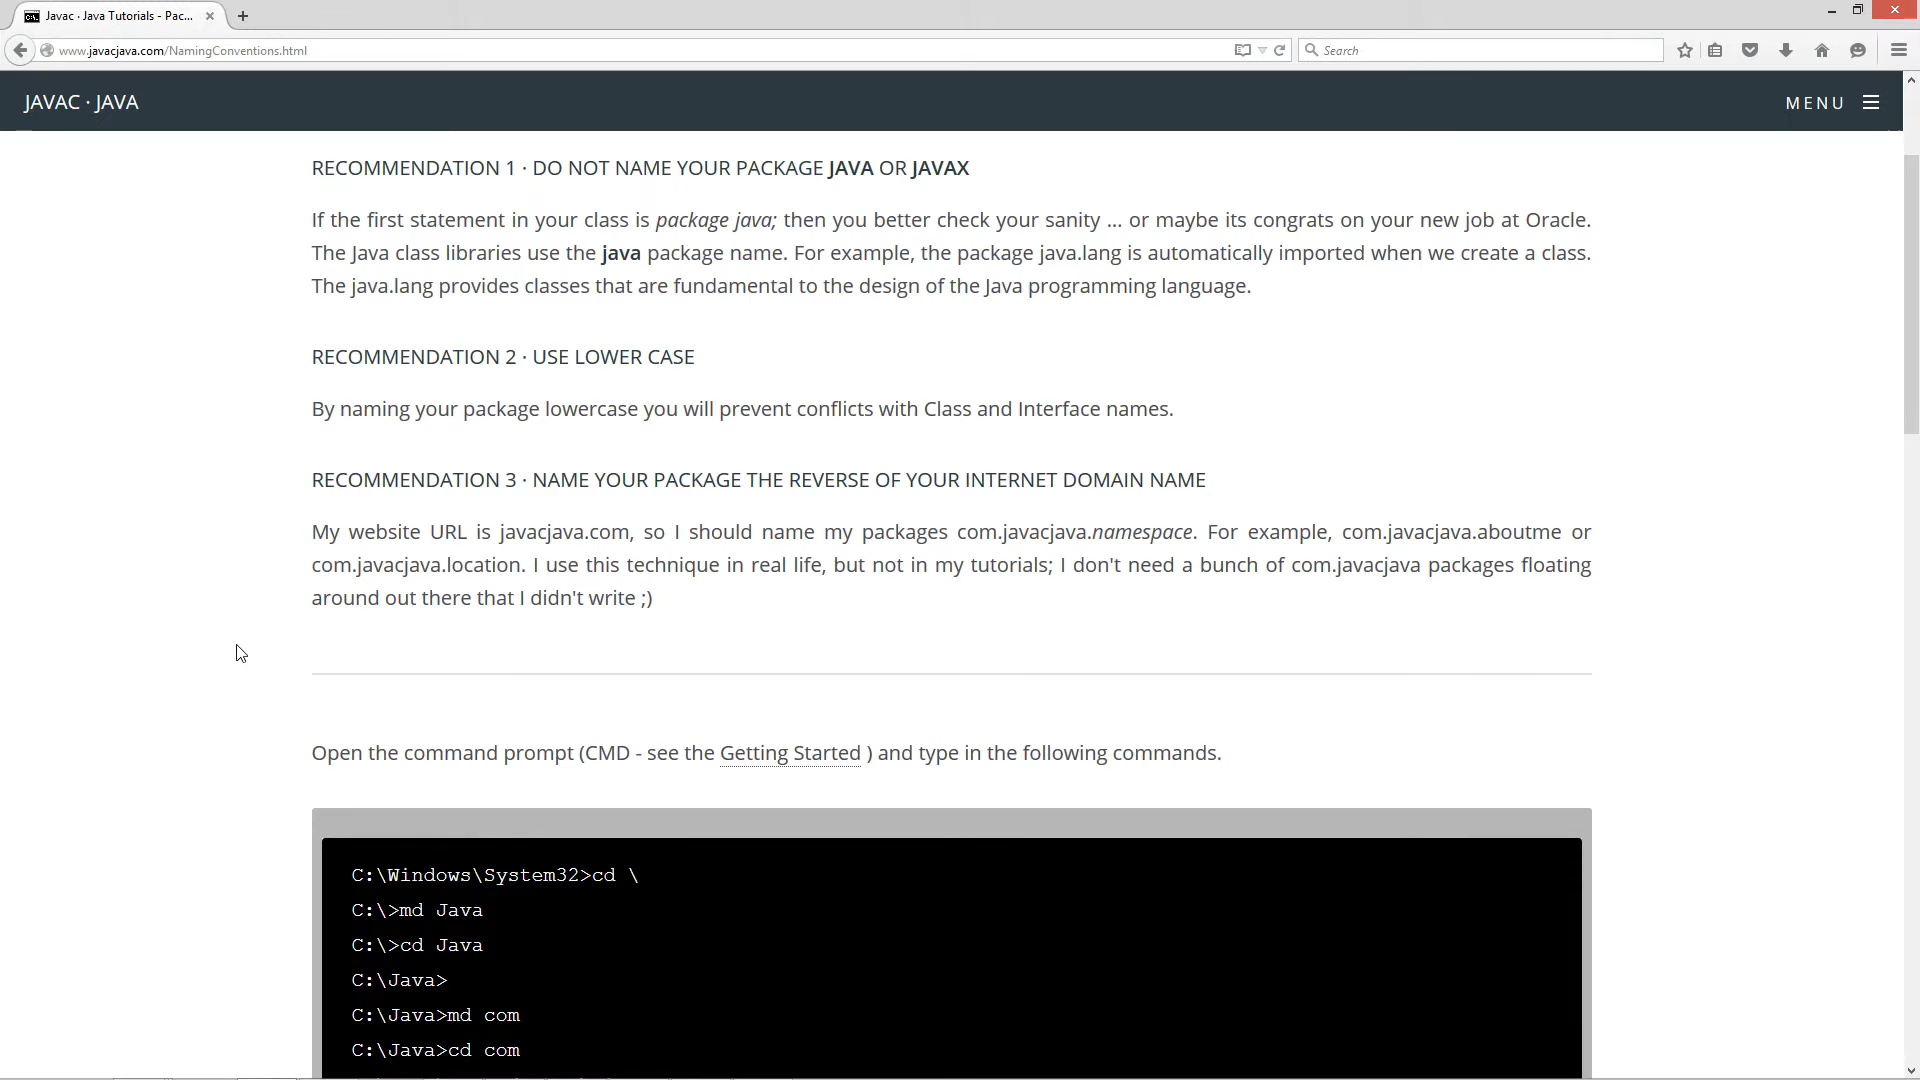 Javac · Java Tutorials - Pac...
www.javacjava.com/NamingConventions.html
Search
JAVAC · JAVA
MENU
RECOMMENDATION 1 · DO NOT NAME YOUR PACKAGE JAVA OR JAVAX
If the first statement in your class is package java; then you better check your sanity ... or maybe its congrats on your new job at Oracle.
The Java class libraries use the java package name. For example, the package java.lang is automatically imported when we create a class.
The java.lang provides classes that are fundamental to the design of the Java programming language.
RECOMMENDATION 2 · USE LOWER CASE
By naming your package lowercase you will prevent conflicts with Class and Interface names.
RECOMMENDATION 3 · NAME YOUR PACKAGE THE REVERSE OF YOUR INTERNET DOMAIN NAME
My website URL is javacjava.com, so I should name my packages com.javacjava.namespace. For example, com.javacjava.aboutme or
com.javacjava.location. I use this technique in real life, but not in my tutorials; I don't need a bunch of com.javacjava packages floating
around out there that I didn't write ;)
Open the command prompt (CMD - see the Getting Started ) and type in the following commands.
C:\Windows\System32>cd \
C:\>md Java
C:\>cd Java
C:\Java>
C:\Java>md com
C:\Java>cd com